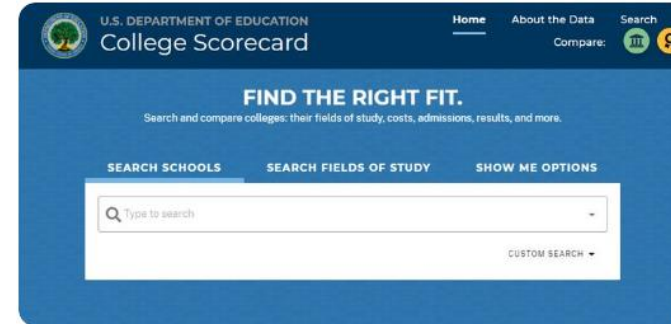 U.S. DEPARTMENT OF EDUCATION
College Scorecard
Home About the Data Search
Compare:
FIND THE RIGHT FIT.
Search and compare colleges: their fields of study, costs, admissions, results, and more.
SEARCH SCHOOLS SEARCH FIELDS OF STUDY SHOW ME OPTIONS
Type to search
CUSTOM SEARCH